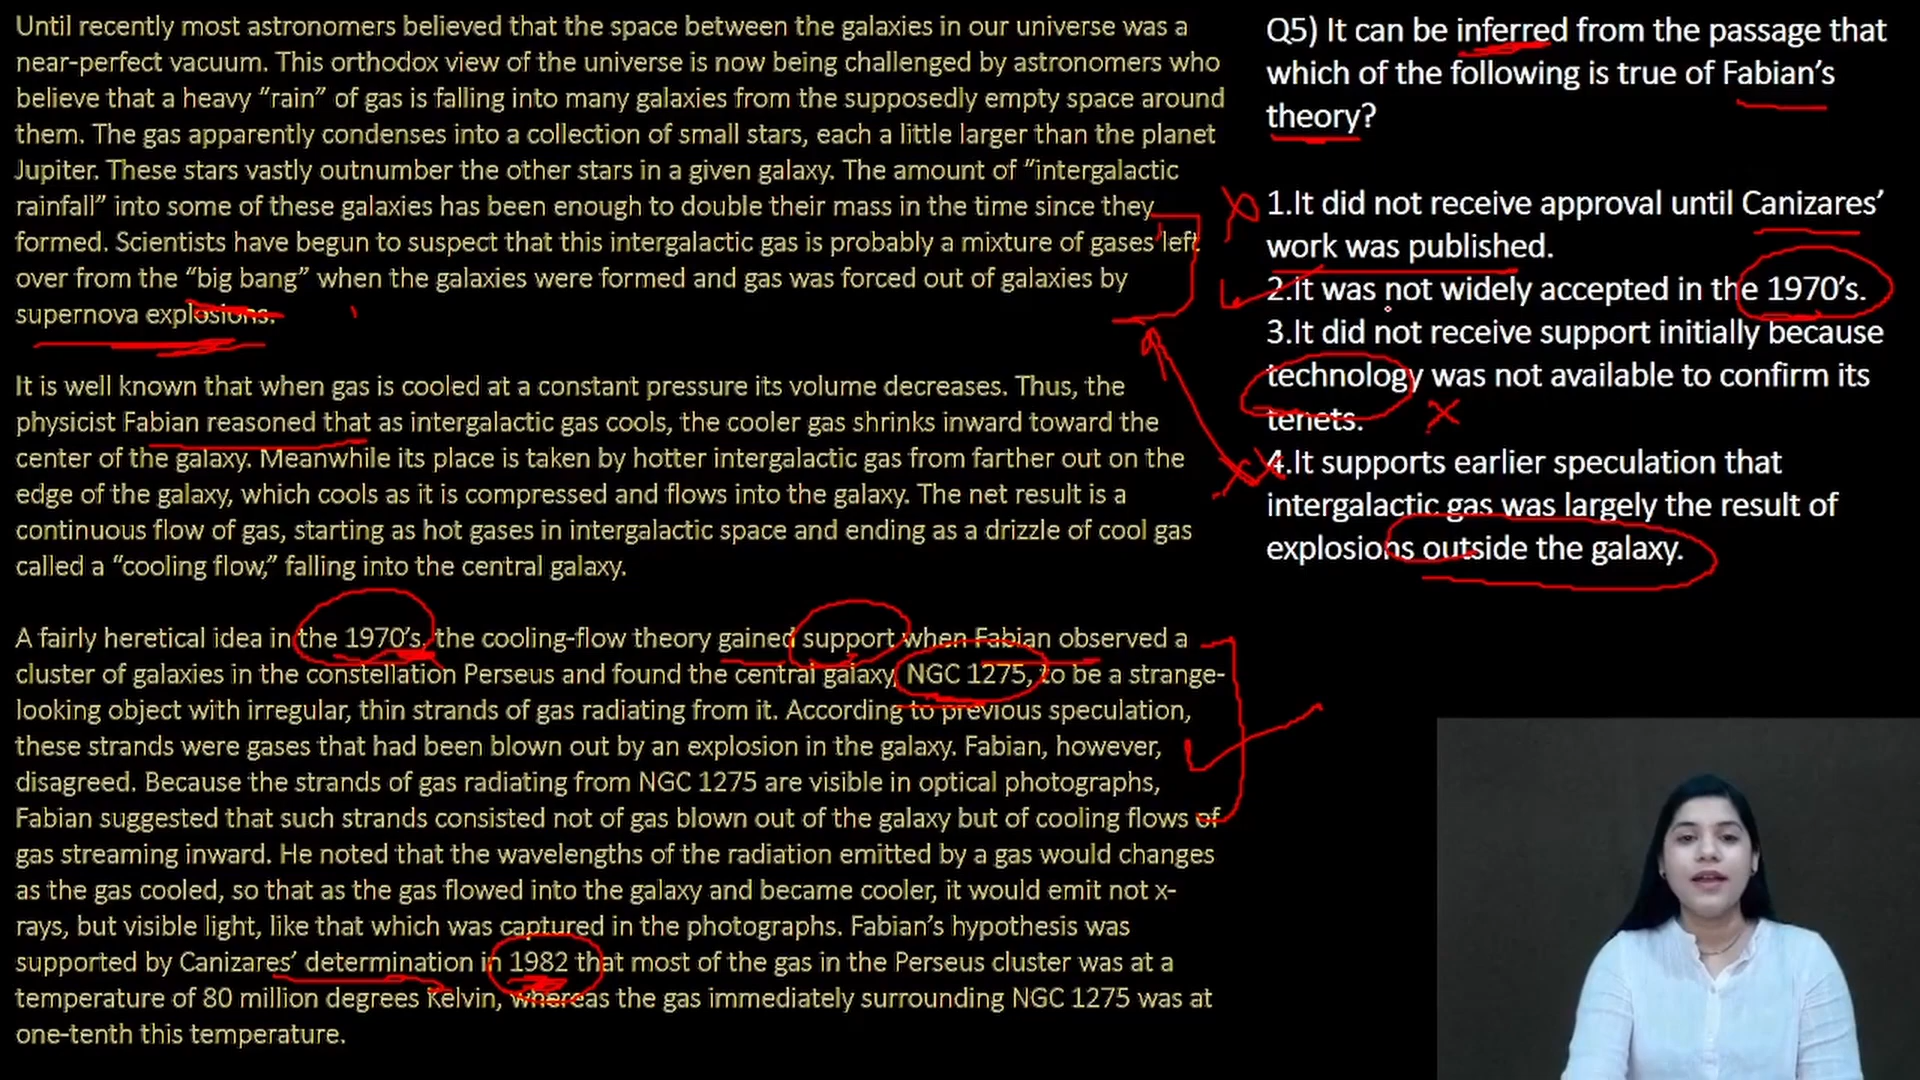 Until recently most astronomers believed that the space between the galaxies in our universe was a
near-perfect vacuum. This orthodox view of the universe is now being challenged by astronomers who
believe that a heavy “rain” of gas is falling into many galaxies from the supposedly empty space around
them. The gas apparently condenses into a collection of small stars, each a little larger than the planet
Jupiter. These stars vastly outnumber the other stars in a given galaxy. The amount of “intergalactic
rainfall” into some of these galaxies has been enough to double their mass in the time since they
formed. Scientists have begun to suspect that this intergalactic gas is probably a mixture of gases left
over from the “big bang” when the galaxies were formed and gas was forced out of galaxies by
supernova explosions.
It is well known that when gas is cooled at a constant pressure its volume decreases. Thus, the
physicist Fabian reasoned that as intergalactic gas cools, the cooler gas shrinks inward toward the
center of the galaxy. Meanwhile its place is taken by hotter intergalactic gas from farther out on the
edge of the galaxy, which cools as it is compressed and flows into the galaxy. The net result is a
continuous flow of gas, starting as hot gases in intergalactic space and ending as a drizzle of cool gas
called a “cooling flow,” falling into the central galaxy.
A fairly heretical idea in the 1970’s, the cooling-flow theory gained support when Fabian observed a
cluster of galaxies in the constellation Perseus and found the central galaxy, NGC 1275, to be a strange-
looking object with irregular, thin strands of gas radiating from it. According to previous speculation,
these strands were gases that had been blown out by an explosion in the galaxy. Fabian, however,
disagreed. Because the strands of gas radiating from NGC 1275 are visible in optical photographs,
Fabian suggested that such strands consisted not of gas blown out of the galaxy but of cooling flows of
gas streaming inward. He noted that the wavelengths of the radiation emitted by a gas would changes
as the gas cooled, so that as the gas flowed into the galaxy and became cooler, it would emit not x-
rays, but visible light, like that which was captured in the photographs. Fabian’s hypothesis was
supported by Canizares’ determination in 1982 that most of the gas in the Perseus cluster was at a
temperature of 80 million degrees Kelvin, whereas the gas immediately surrounding NGC 1275 was at
one-tenth this temperature.
Q5) It can be inferred from the passage that
which of the following is true of Fabian’s
theory?
1.It did not receive approval until Canizares’
work was published.
2.It was not widely accepted in the 1970’s.
3.It did not receive support initially because
technology was not available to confirm its
tenets.
4.It supports earlier speculation that
intergalactic gas was largely the result of
explosions outside the galaxy.